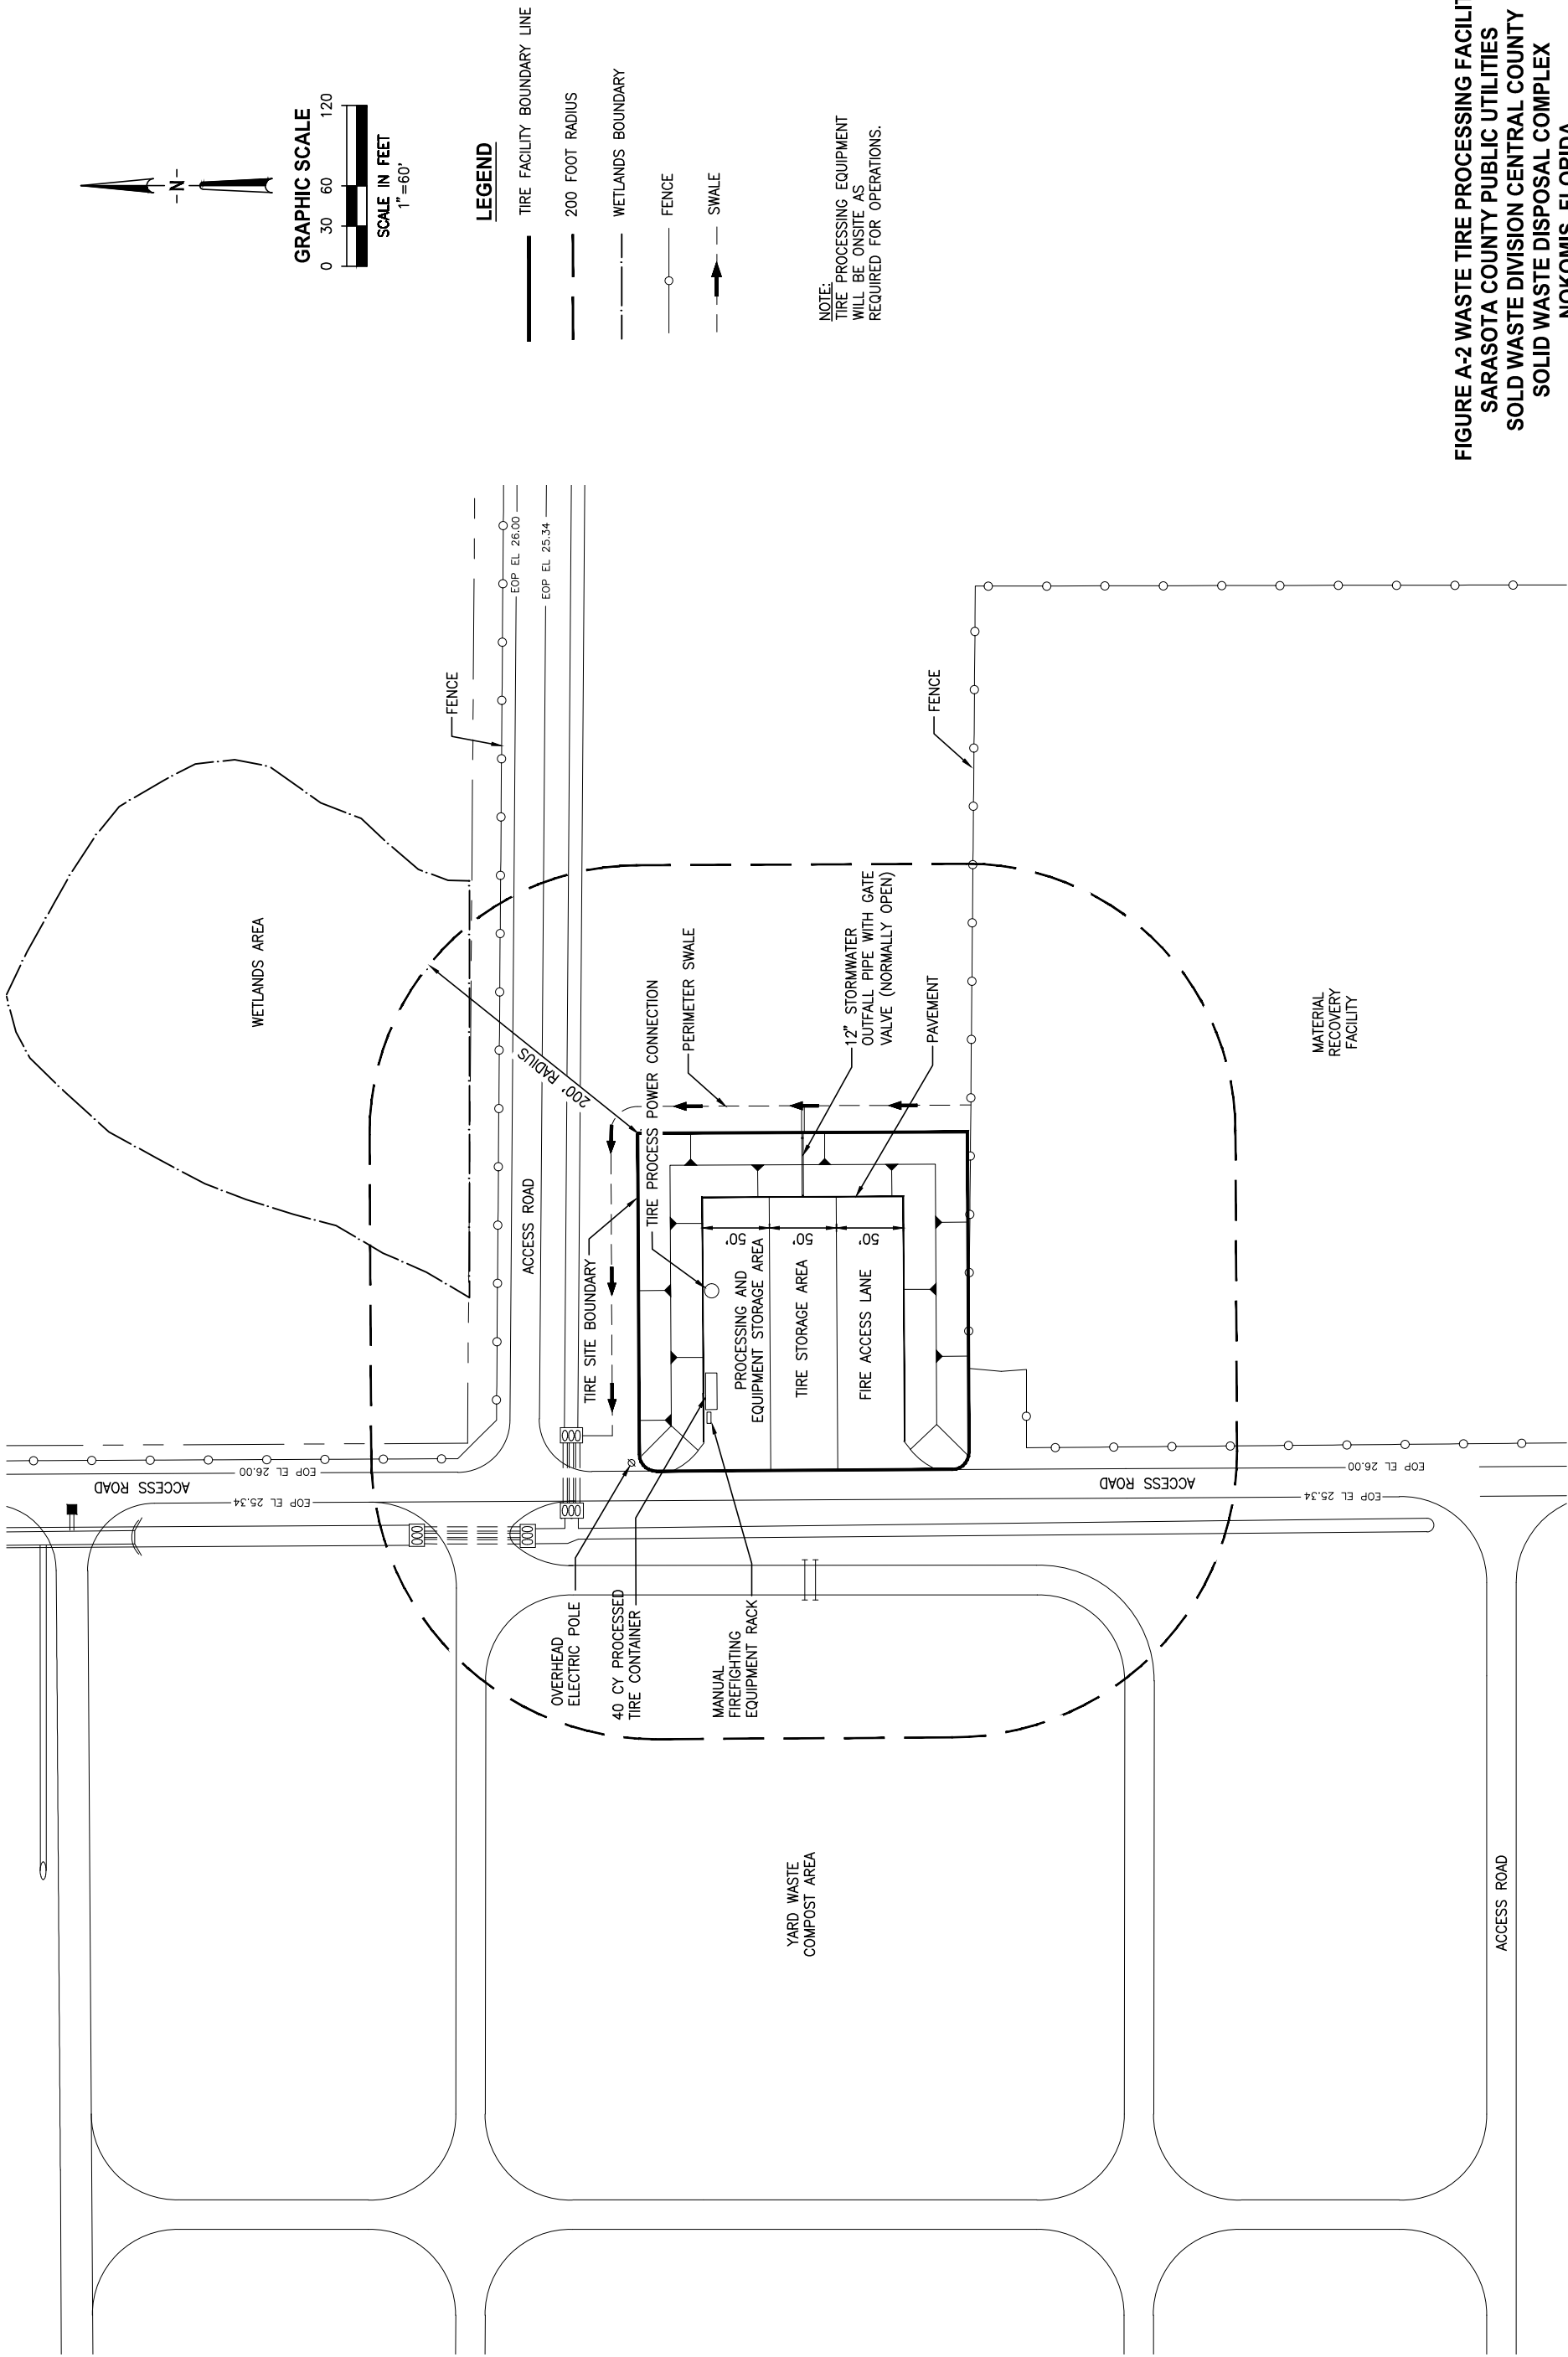 -N-
GRAPHIC SCALE
0 30 60 120
SCALE IN FEET
1"=60'
LEGEND
TIRE FACILITY BOUNDARY LINE
200 FOOT RADIUS
WETLANDS BOUNDARY
FENCE
SWALE
NOTE:
TIRE PROCESSING EQUIPMENT
WILL BE ONSITE AS
REQUIRED FOR OPERATIONS.
WETLANDS AREA
FENCE
EOP EL 26.00
EOP EL 25.34
ACCESS ROAD
200' RADIUS
TIRE SITE BOUNDARY
TIRE PROCESS POWER CONNECTION
PERIMETER SWALE
12" STORMWATER
OUTFALL PIPE WITH GATE
VALVE (NORMALLY OPEN)
PAVEMENT
FENCE
50'
50'
50'
PROCESSING AND
EQUIPMENT STORAGE AREA
TIRE STORAGE AREA
FIRE ACCESS LANE
MATERIAL
RECOVERY
FACILITY
ACCESS ROAD
EOP EL 26.00
EOP EL 25.34
ACCESS ROAD
EOP EL 26.00
EOP EL 25.34
OVERHEAD
ELECTRIC POLE
40 CY PROCESSED
TIRE CONTAINER
MANUAL
FIREFIGHTING
EQUIPMENT RACK
YARD WASTE
COMPOST AREA
ACCESS ROAD
FIGURE A-2 WASTE TIRE PROCESSING FACILIT
SARASOTA COUNTY PUBLIC UTILITIES
SOLD WASTE DIVISION CENTRAL COUNTY
SOLID WASTE DISPOSAL COMPLEX
NOKOMIS, FLORIDA